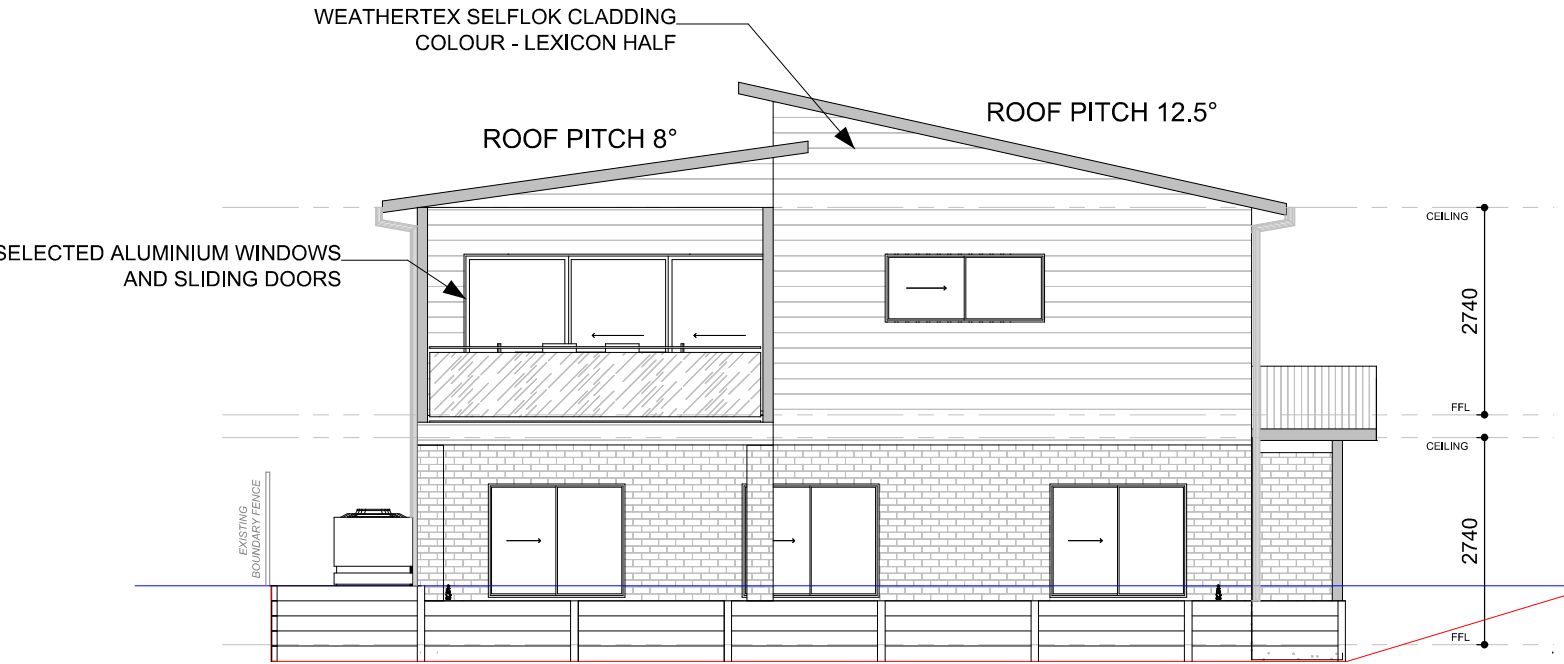 WEATHERTEX SELFLOK CLADDING
COLOUR - LEXICON HALF
ROOF PITCH 12.5°
ROOF PITCH 8°
CEILING
SELECTED ALUMINIUM WINDOWS
AND SLIDING DOORS
2740
FFL
CEILING
EXISTING
BOUNDARY FENCE
2740
FFL